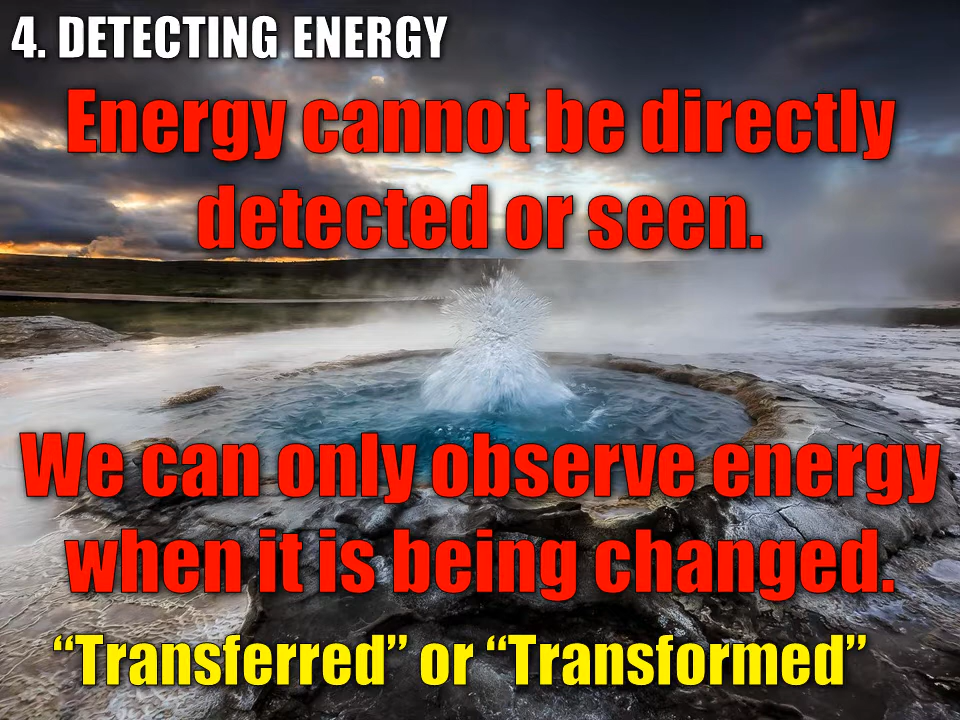 4. DETECTING ENERGY
Energy cannot be directly
detected or seen.
We can only observe energy
when it is being changed.
“Transferred” or “Transformed”